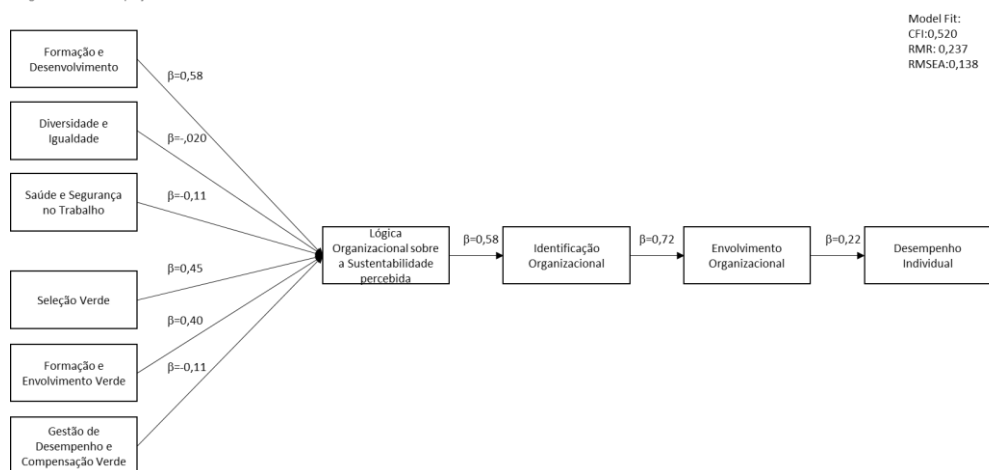 Model Fit:
CFI:0,520
RMR: 0,237
RMSEA:0,138
Formação e
Desenvolvimento
β=0,58
Diversidade e
Igualdade
β=-,020
Saúde e Segurança
no Trabalho
β=-0,11
Lógica
Organizacional sobre
a Sustentabilidade
percebida
β=0,58
Identificação
Organizacional
β=0,72
Envolvimento
Organizacional
β=0,22
Desempenho
Individual
Seleção Verde
β=0,45
Formação e
Envolvimento Verde
β=0,40
Gestão de
Desempenho e
Compensação Verde
β=-0,11